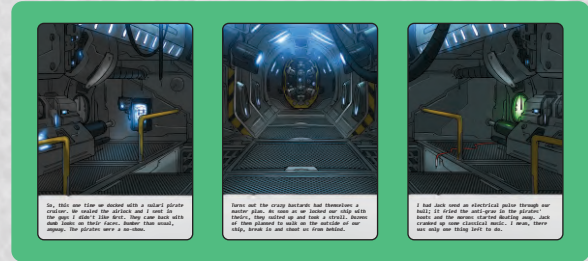 So, this one time we docked with a solari pirate
cruiser. We sealed the airlock and I sent in
the guys I didn't like first. They came back with
dumb looks on their faces. Dumber than usual,
anyway. The pirates were a no-show.
Turns out the crazy bastards had themselves a
master plan. As soon as we locked our ship with
theirs, they suited up and took a stroll. Dozens
of them planned to walk on the outside of our
ship, break in and shoot us from behind.
I had Jack send an electrical pulse through our
hull; it fried the anti-grav in the pirates'
boots and the morons started floating away. Jack
cranked up some classical music. I mean, there
was only one thing left to do.